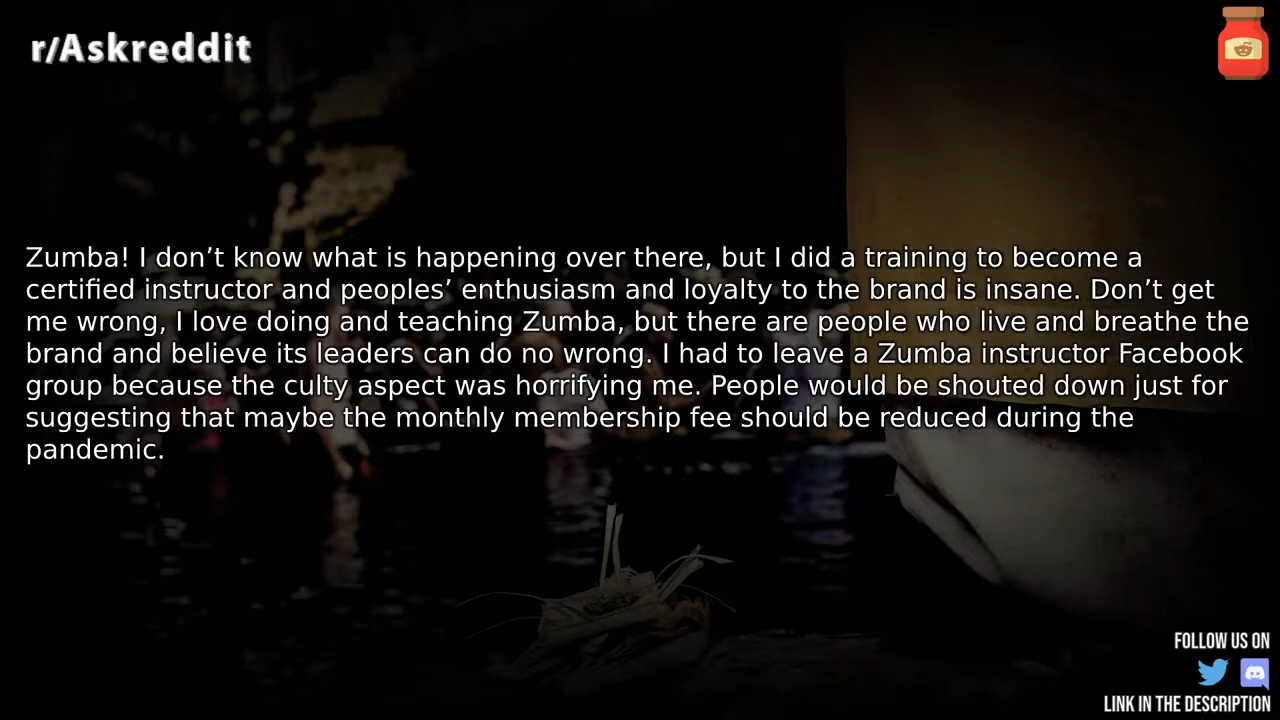 r/Askreddit
Zumba! I don’t know what is happening over there, but I did a training to become a
certified instructor and peoples’ enthusiasm and loyalty to the brand is insane. Don’t get
me wrong, I love doing and teaching Zumba, but there are people who live and breathe the
brand and believe its leaders can do no wrong. I had to leave a Zumba instructor Facebook
group because the culty aspect was horrifying me. People would be shouted down just for
suggesting that maybe the monthly membership fee should be reduced during the
pandemic.
FOLLOW US ON
LINK IN THE DESCRIPTION